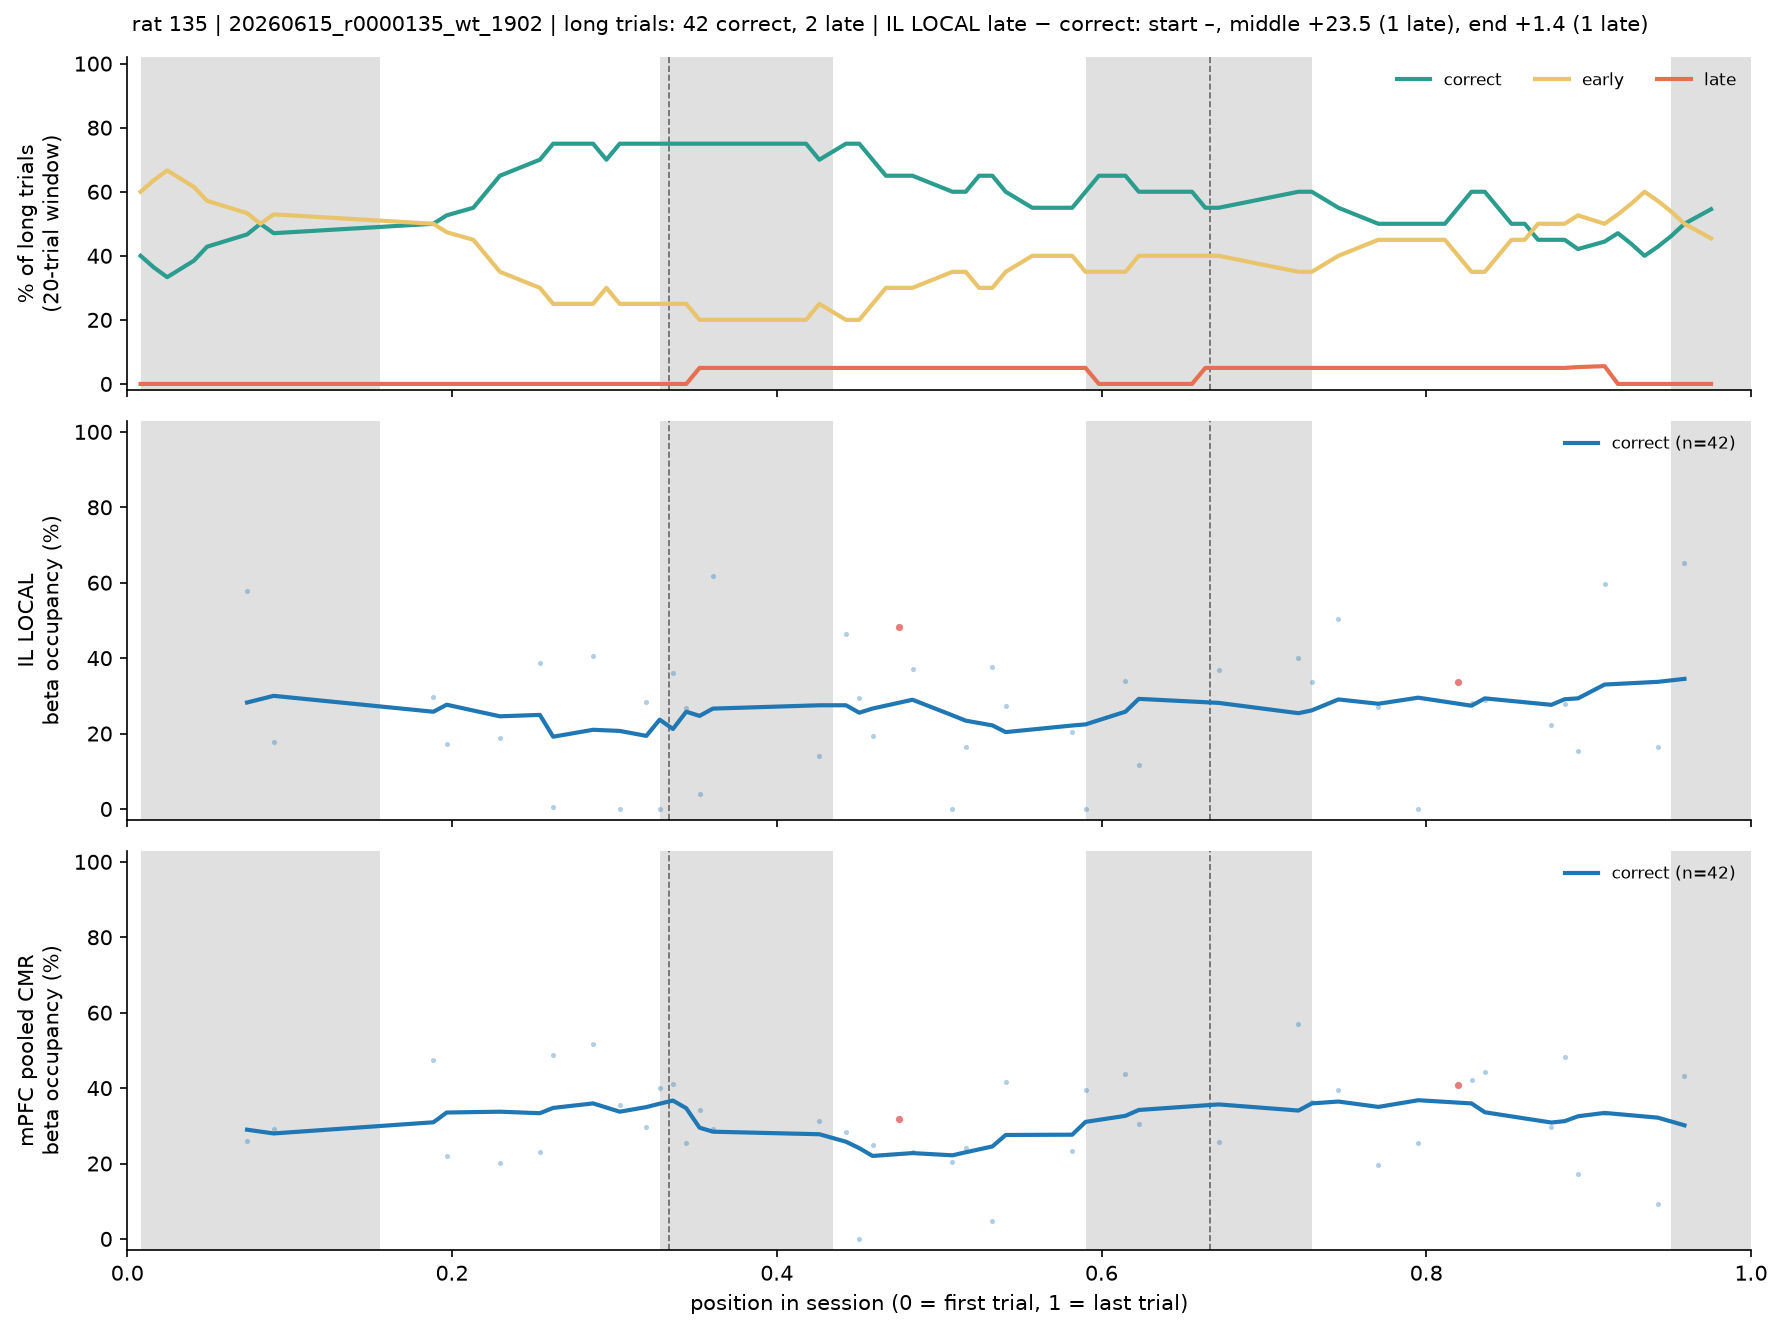 rat 135 | 20260615_r0000135_wt_1902 | long trials: 42 correct, 2 late | IL LOCAL late − correct: start –, middle +23.5 (1 late), end +1.4 (1 late)
100
80
60
40
20
0
% of long trials
(20-trial window)
correct
early
late
100
80
60
40
20
0
IL LOCAL
beta occupancy (%)
correct (n=42)
100
80
60
40
20
0
mPFC pooled CMR
beta occupancy (%)
correct (n=42)
0.0 0.2 0.4 0.6 0.8 1.0
position in session (0 = first trial, 1 = last trial)